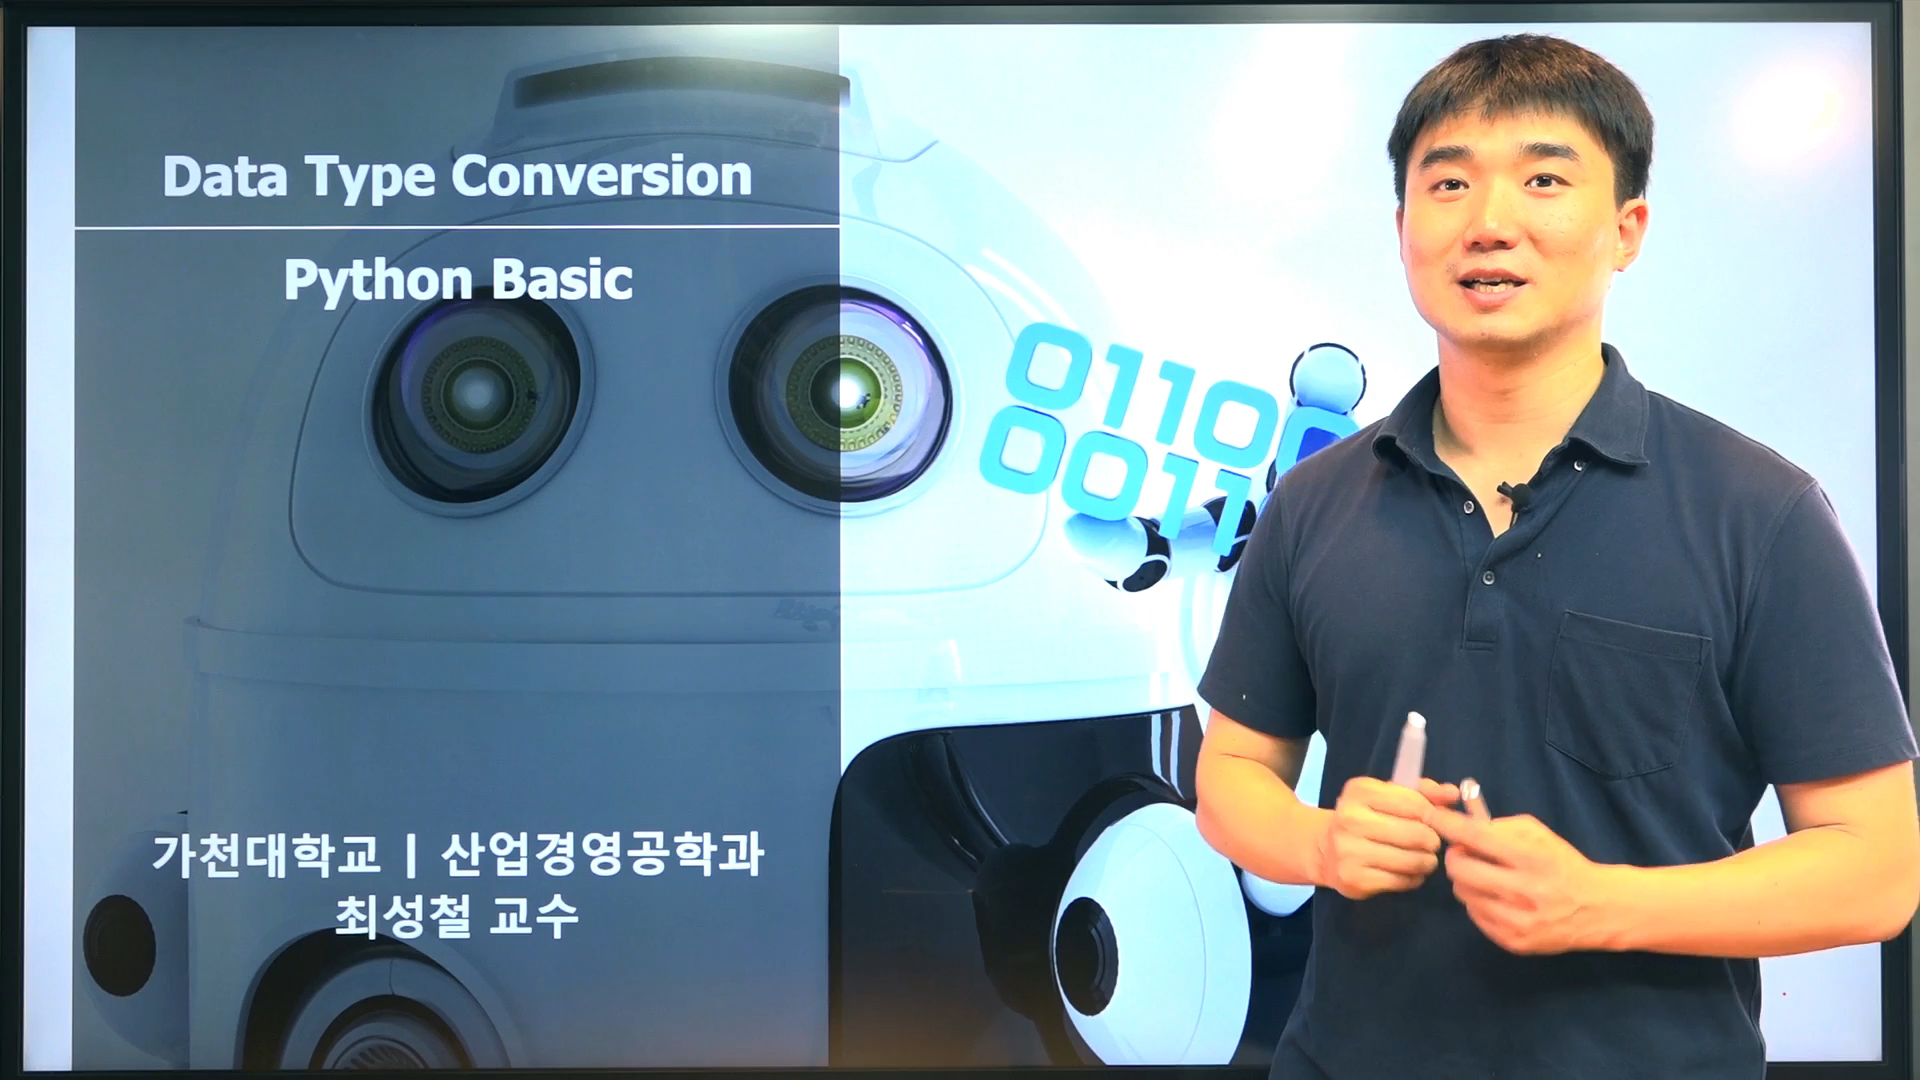 Data Type Conversion
Python Basic
0110
0011
가천대학교 | 산업경영공학과
최성철 교수